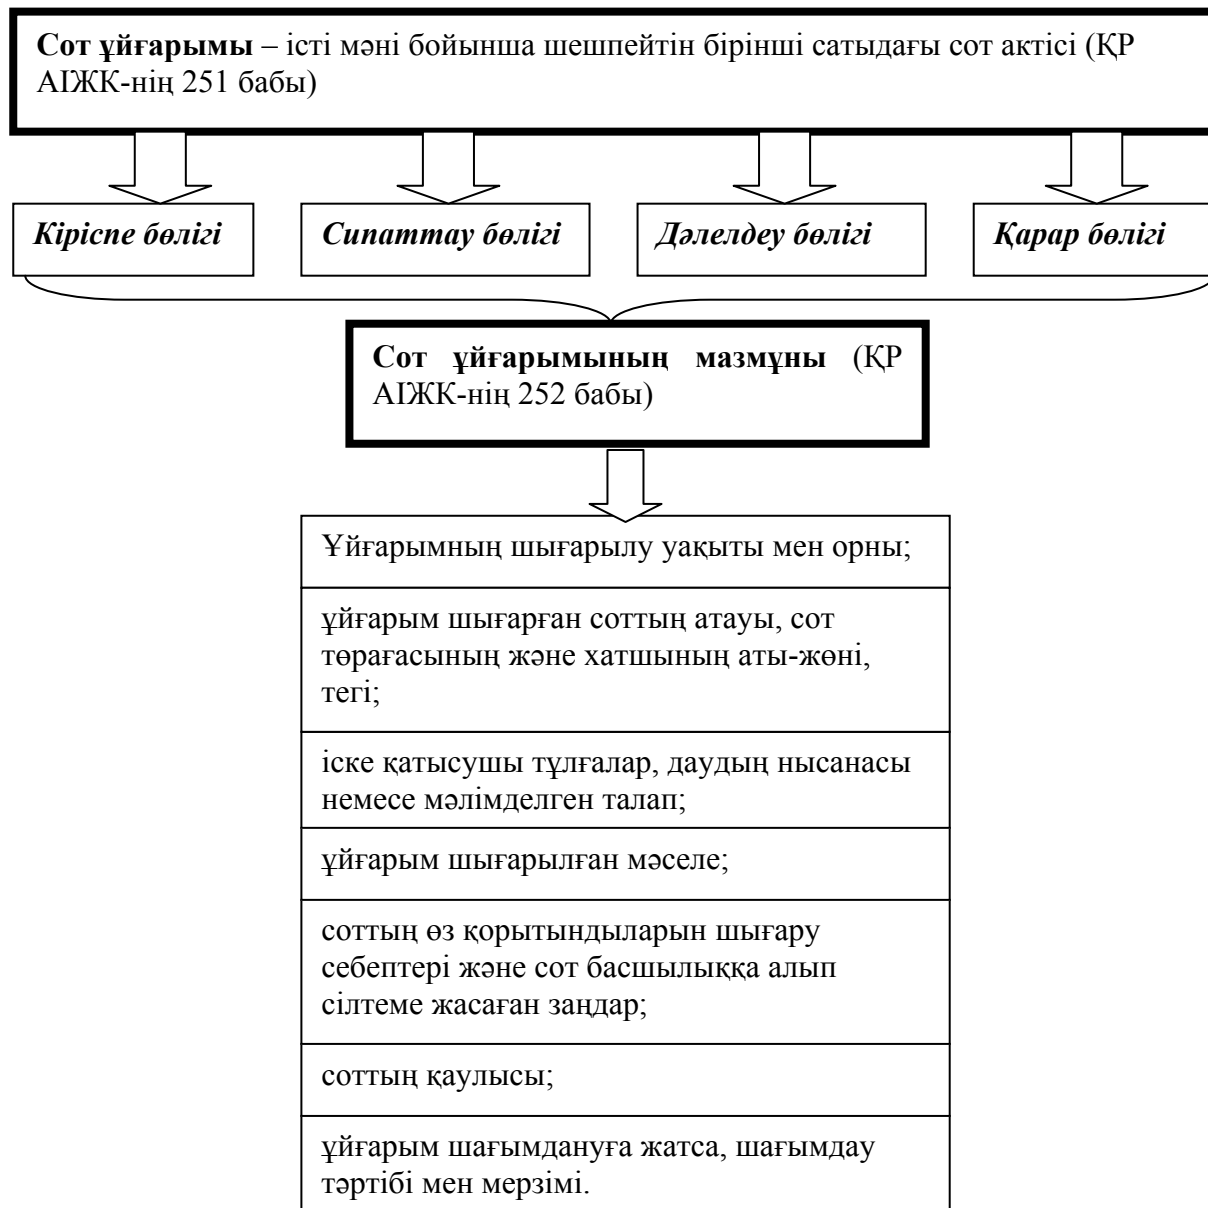 Сот ұйғарымы – істі мәні бойынша шешпейтін бірінші сатыдағы сот актісі (ҚР
АІЖК-нің 251 бабы)
Кіріспе бөлігі
Сипаттау бөлігі
Дәлелдеу бөлігі
Қарар бөлігі
Сот ұйғарымының мазмұны (ҚР
АІЖК-нің 252 бабы)
Ұйғарымның шығарылу уақыты мен орны;
ұйғарым шығарған соттың атауы, сот
төрағасының және хатшының аты-жөні,
тегі;
іске қатысушы тұлғалар, даудың нысанасы
немесе мәлімделген талап;
ұйғарым шығарылған мәселе;
соттың өз қорытындыларын шығару
себептері және сот басшылыққа алып
сілтеме жасаған заңдар;
соттың қаулысы;
ұйғарым шағымдануға жатса, шағымдау
тәртібі мен мерзімі.